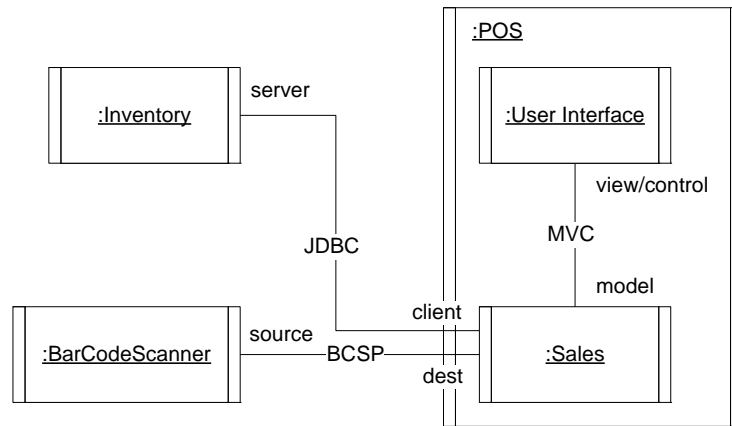 :POS
:Inventory
server
:User Interface
view/control
JDBC
MVC
model
client
:BarCodeScanner
source
BCSP
dest
:Sales